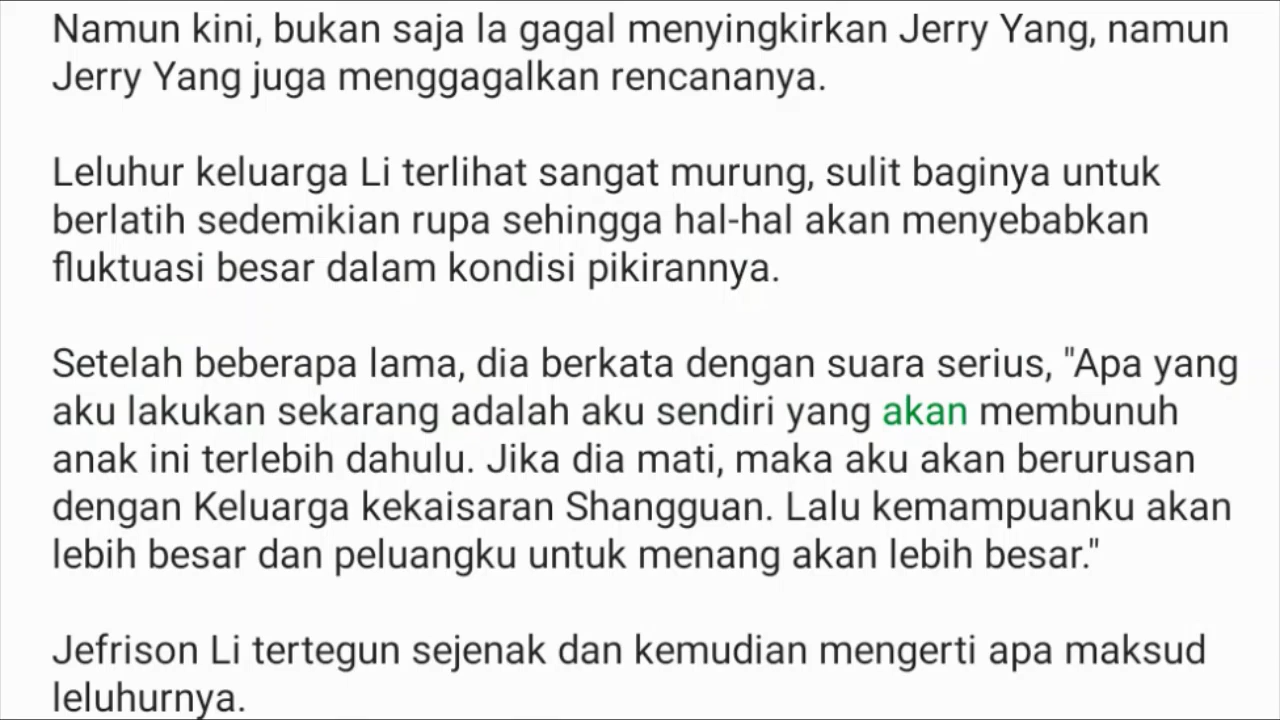 Namun kini, bukan saja Ia gagal menyingkirkan Jerry Yang, namun
Jerry Yang juga menggagalkan rencananya.
Leluhur keluarga Li terlihat sangat murung, sulit baginya untuk
berlatih sedemikian rupa sehingga hal-hal akan menyebabkan
fluktuasi besar dalam kondisi pikirannya.
Setelah beberapa lama, dia berkata dengan suara serius, "Apa yang
aku lakukan sekarang adalah aku sendiri yang akan membunuh
anak ini terlebih dahulu. Jika dia mati, maka aku akan berurusan
dengan Keluarga kekaisaran Shangguan. Lalu kemampuanku akan
lebih besar dan peluangku untuk menang akan lebih besar."
Jefrison Li tertegun sejenak dan kemudian mengerti apa maksud
leluhurnya.